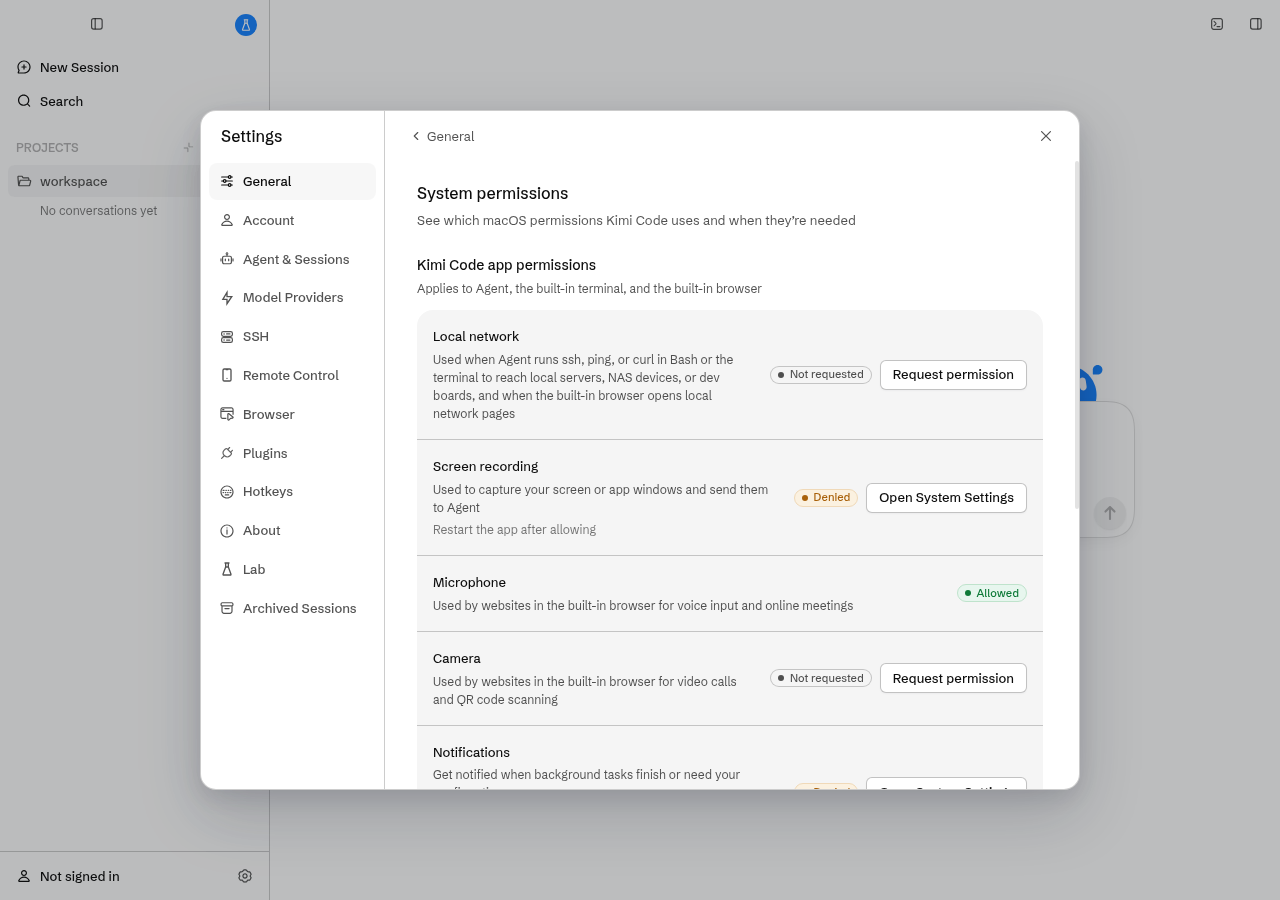 New Session
Search
PROJECTS
workspace
No conversations yet
Not signed in
Settings
General
Account
Agent & Sessions
Model Providers
SSH
Remote Control
Browser
Plugins
Hotkeys
About
Lab
Archived Sessions
General
System permissions
See which macOS permissions Kimi Code uses and when they’re needed
Kimi Code app permissions
Applies to Agent, the built-in terminal, and the built-in browser
Local network
Used when Agent runs ssh, ping, or curl in Bash or the
terminal to reach local servers, NAS devices, or dev
boards, and when the built-in browser opens local
network pages
Not requested
Request permission
Screen recording
Used to capture your screen or app windows and send them
to Agent
Restart the app after allowing
Denied
Open System Settings
Microphone
Used by websites in the built-in browser for voice input and online meetings
Allowed
Camera
Used by websites in the built-in browser for video calls
and QR code scanning
Not requested
Request permission
Notifications
Get notified when background tasks finish or need your